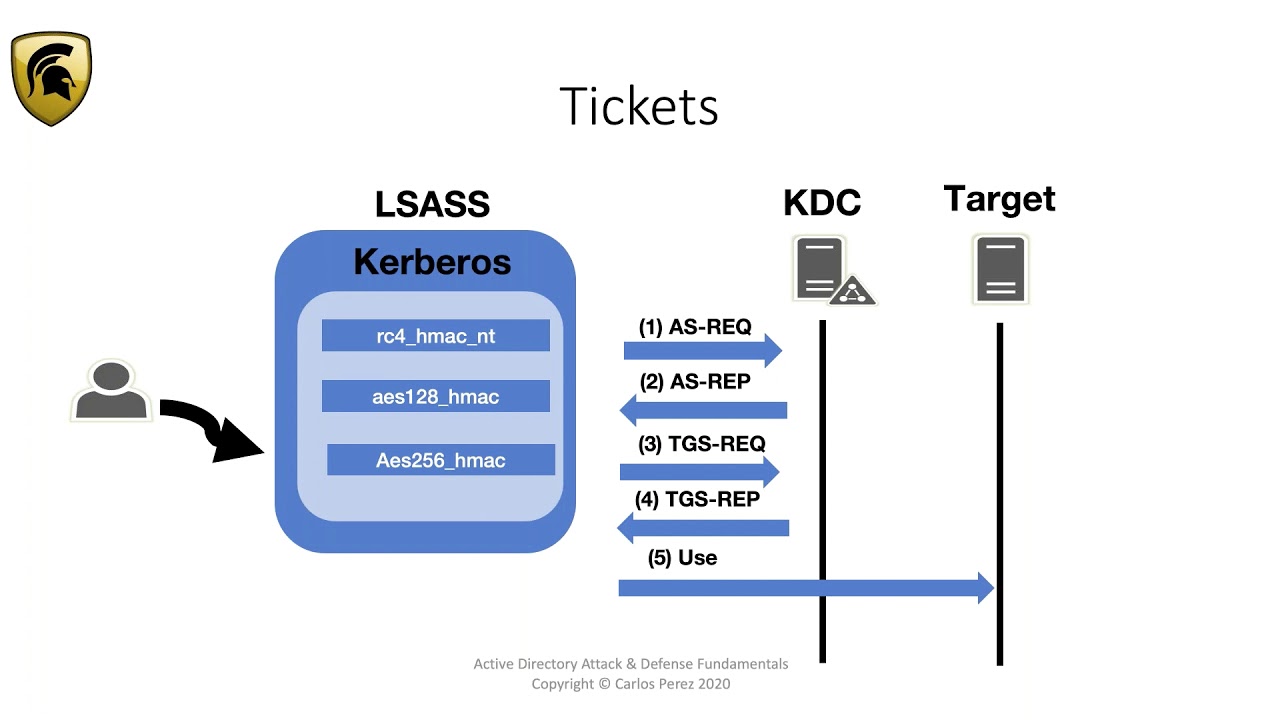 Tickets
LSASS
KDC
Target
Kerberos
rc4_hmac_nt
aes128_hmac
Aes256_hmac
(1) AS-REQ
(2) AS-REP
(3) TGS-REQ
(4) TGS-REP
(5) Use
Active Directory Attack & Defense Fundamentals
Copyright © Carlos Perez 2020